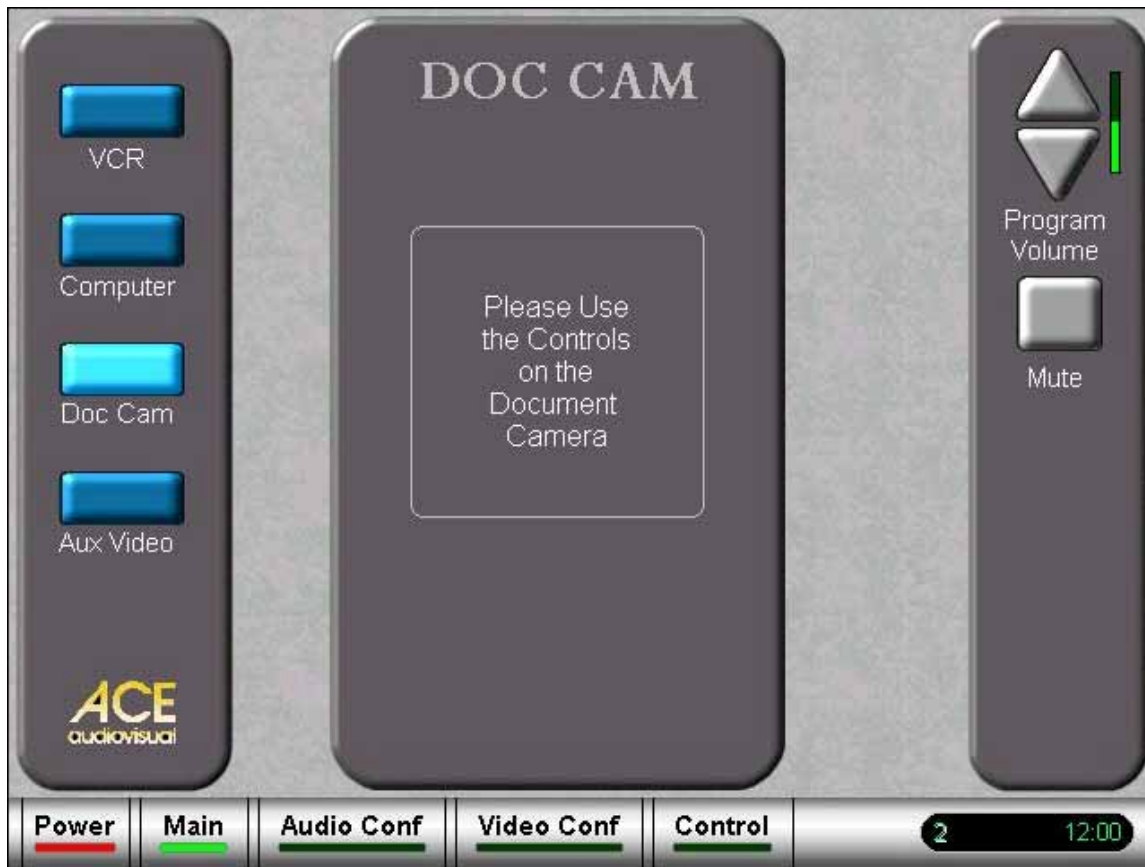 VCR
Computer
Doc Cam
Aux Video
ACE
audiovisual
DOC CAM
Please Use
the Controls
on the
Document
Camera
Program
Volume
Mute
Power
Main
Audio Conf
Video Conf
Control
2
12:00